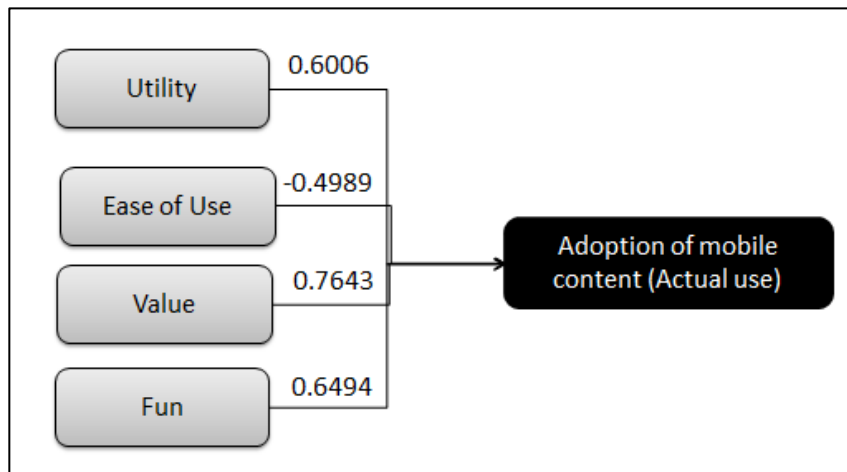 Utility
0.6006
Ease of Use
-0.4989
Value
0.7643
Fun
0.6494
Adoption of mobile
content (Actual use)